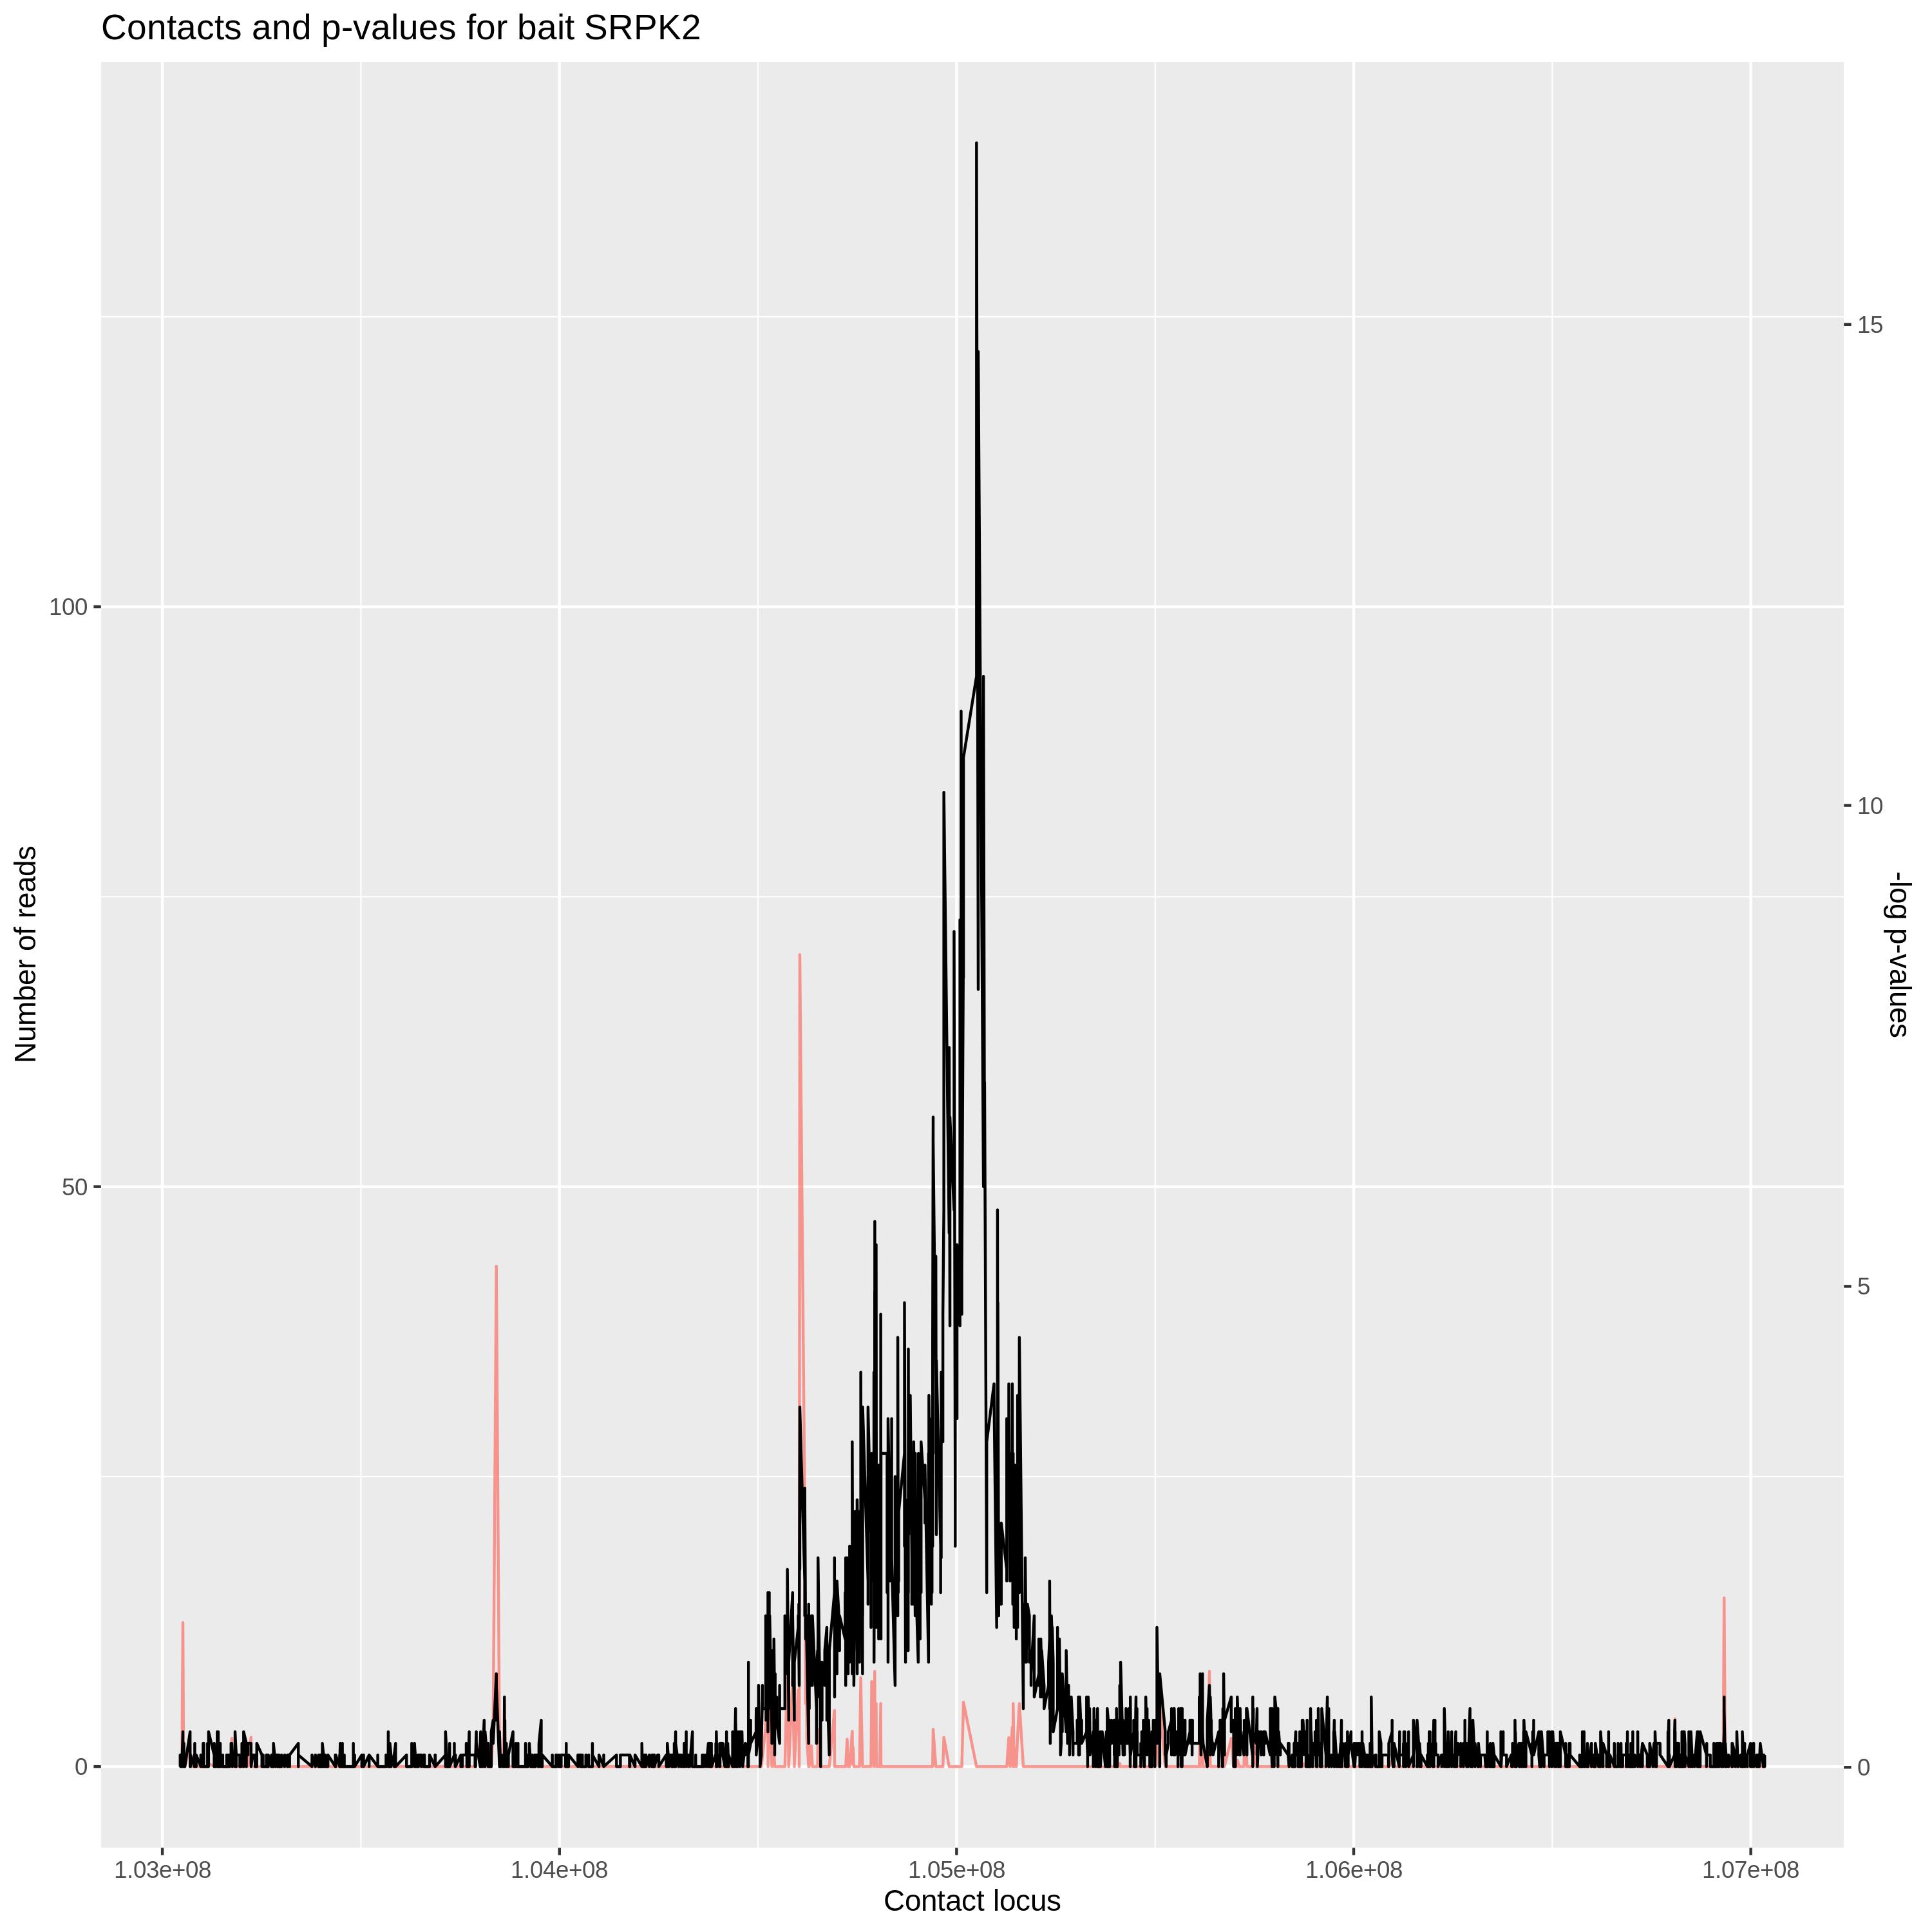 Contacts and p-values for bait SRPK2
Number of reads
100
50
0
15
10
5
0
-log p-values
1.03e+08 1.04e+08 1.05e+08 1.06e+08 1.07e+08
Contact locus